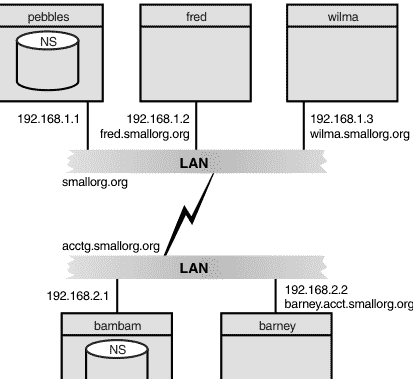 pebbles
fred
wilma
NS
192.168.1.1
192.168.1.2
fred.smallorg.org
192.168.1.3
wilma.smallorg.org
LAN
smallorg.org
acctg.smallorg.org
LAN
192.168.2.1
192.168.2.2
barney.acct.smallorg.org
bambam
barney
NS